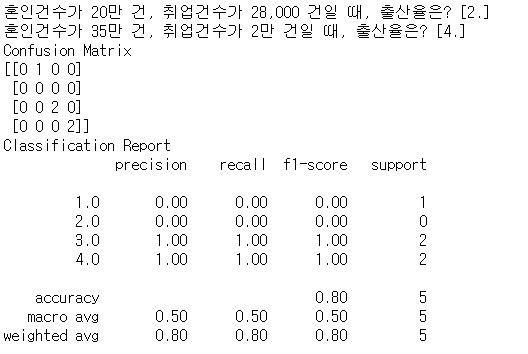 혼인건수가 20만 건, 취업건수가 28,000 건일 때, 출산율은? [2.]
혼인건수가 35만 건, 취업건수가 2만 건일 때, 출산율은? [4.]
Confusion Matrix
[[0 1 0 0]
[0 0 0 0]
[0 0 2 0]
[0 0 0 2]]
Classification Report
precision recall f1-score support
1.0 0.00 0.00 0.00 1
2.0 0.00 0.00 0.00 0
3.0 1.00 1.00 1.00 2
4.0 1.00 1.00 1.00 2
accuracy 0.80 5
macro avg 0.50 0.50 0.50 5
weighted avg 0.80 0.80 0.80 5